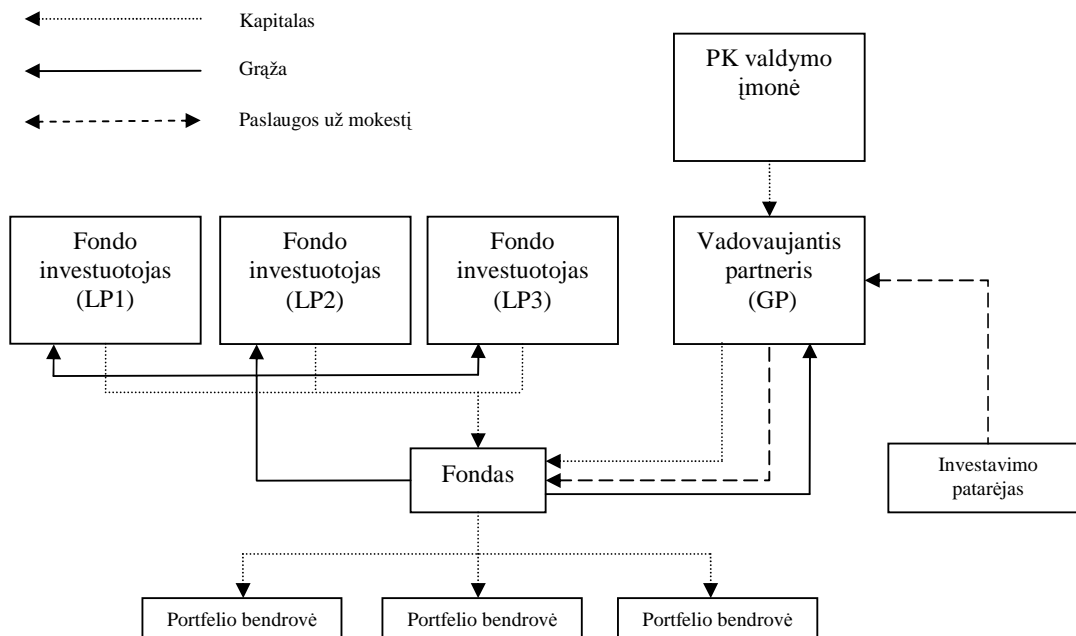 Kapitalas
Grąža
Paslaugos už mokestį
PK valdymo
įmonė
Fondo
investuotojas
(LP1)
Fondo
investuotojas
(LP2)
Fondo
investuotojas
(LP3)
Vadovaujantis
partneris
(GP)
Fondas
Investavimo
patarėjas
Portfelio bendrovė
Portfelio bendrovė
Portfelio bendrovė